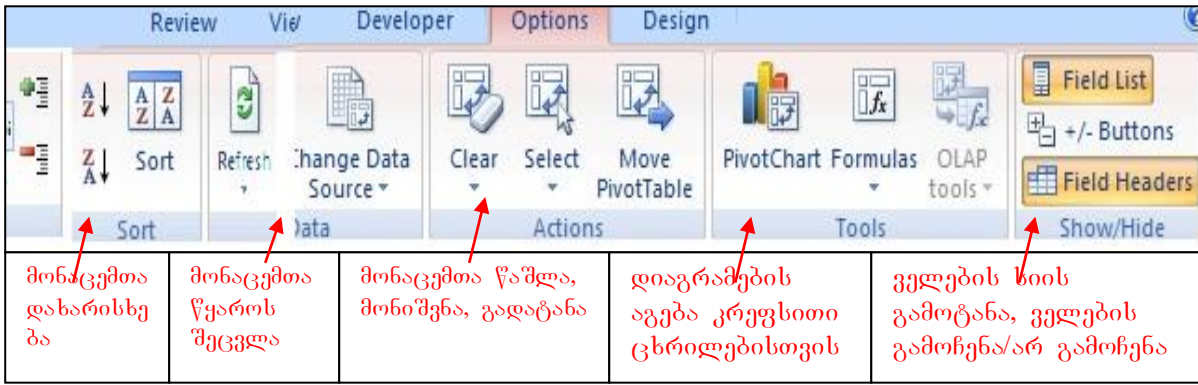 Review View Developer Options Design
A Z Sort
Z A
Refresh
Change Data Source
Clear
Select
Move PivotTable
PivotChart
Formulas
OLAP tools
Field List
+/- Buttons
Field Headers
Sort Data Actions Tools Show/Hide
მონაცემთა
დახარისხე
ბა
მონაცემთა
წყაროს
შეცვლა
მონაცემთა წაშლა,
მონიშვნა, გადატანა
დიაგრამების
აგება კრეფსითი
ცხრილებისთვის
ველების სიის
გამოტანა, ველების
გამოჩენა/არ გამოჩენა